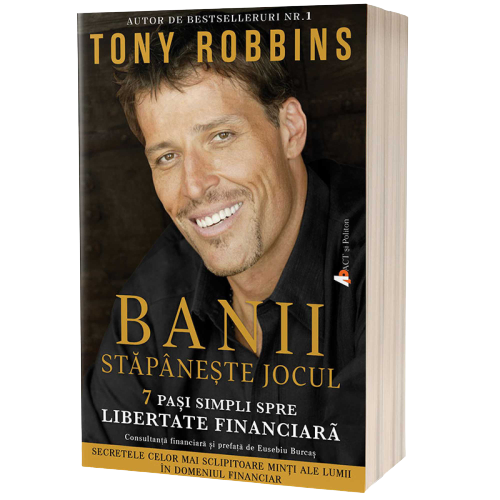 AUTOR DE BESTSELLERURI NR.1
TONY ROBBINS
ACT și Politon
BANII
STĂPÂNEȘTE JOCUL
7 PAȘI SIMPLI SPRE
LIBERTATE FINANCIARĂ
Consultanță financiară și prefață de Eusebiu Burcaș
SECRETELE CELOR MAI SCLIPITOARE MINȚI ALE LUMII
ÎN DOMENIUL FINANCIAR